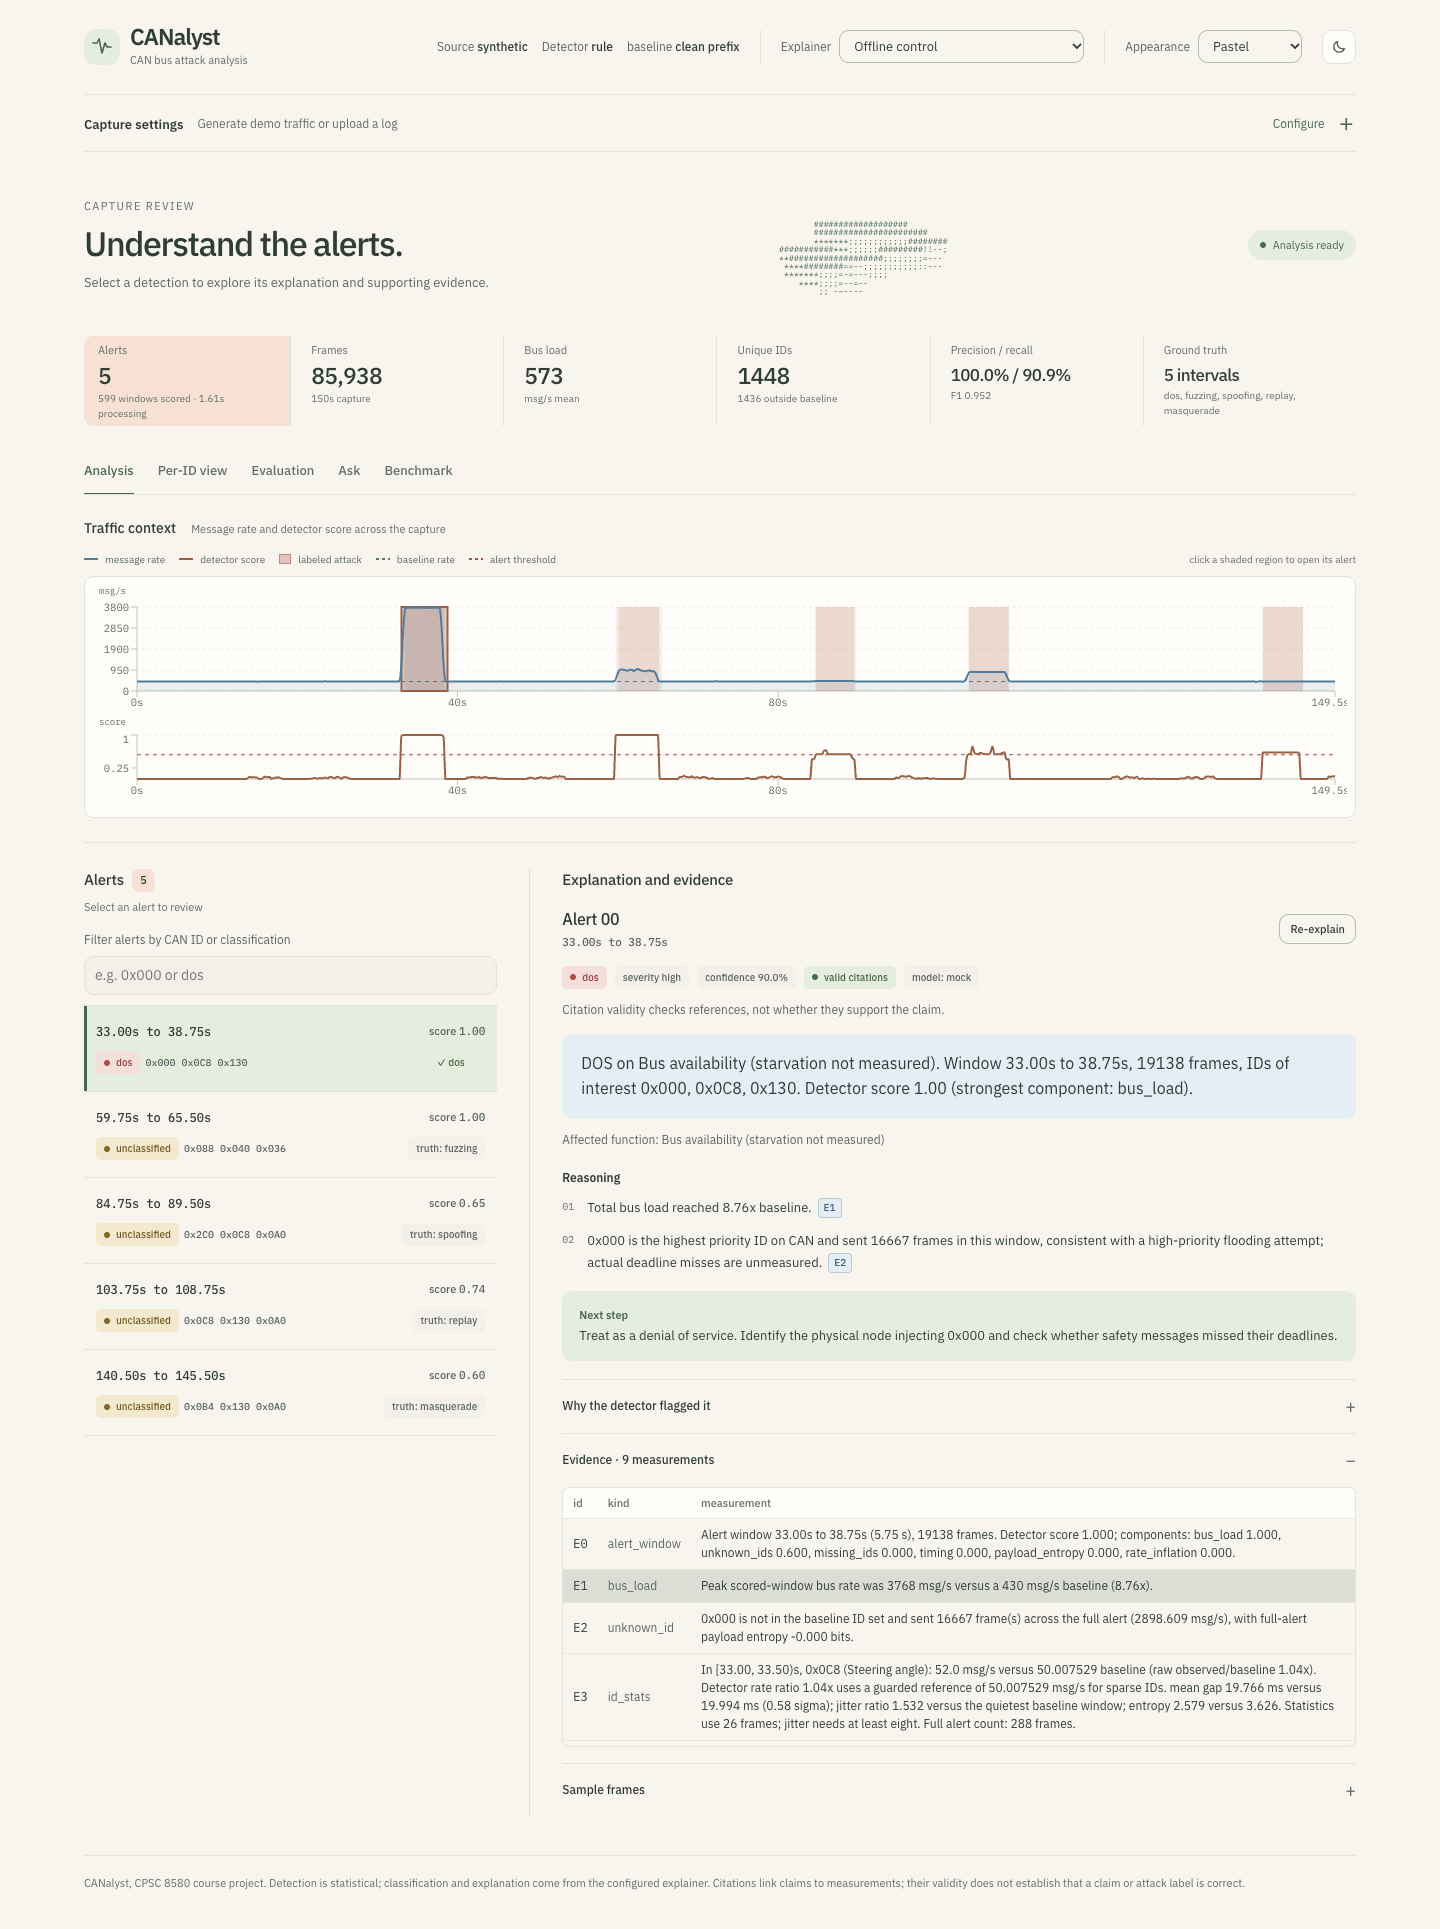 CANalyst
CAN bus attack analysis
Source synthetic Detector rule baseline clean prefix
Explainer Offline control
Appearance Pastel
Capture settings Generate demo traffic or upload a log
Configure +
CAPTURE REVIEW
Understand the alerts.
Select a detection to explore its explanation and supporting evidence.
Analysis ready
Alerts
5
599 windows scored · 1.61s
processing
Frames
85,938
150s capture
Bus load
573
msg/s mean
Unique IDs
1448
1436 outside baseline
Precision / recall
100.0% / 90.9%
F1 0.952
Ground truth
5 intervals
dos, fuzzing, spoofing, replay,
masquerade
Analysis Per-ID view Evaluation Ask Benchmark
Traffic context Message rate and detector score across the capture
message rate detector score labeled attack baseline rate alert threshold
click a shaded region to open its alert
msg/s
3800
2850
1900
950
0
0s 40s 80s 149.5s
score
1
0.25
0s 40s 80s 149.5s
Alerts 5
Select an alert to review
Filter alerts by CAN ID or classification
e.g. 0x000 or dos
33.00s to 38.75s score 1.00
dos 0x000 0x0C8 0x130 ✓ dos
59.75s to 65.50s score 1.00
unclassified 0x088 0x040 0x036 truth: fuzzing
84.75s to 89.50s score 0.65
unclassified 0x2C0 0x0C8 0x0A0 truth: spoofing
103.75s to 108.75s score 0.74
unclassified 0x0C8 0x130 0x0A0 truth: replay
140.50s to 145.50s score 0.60
unclassified 0x0B4 0x130 0x0A0 truth: masquerade
Explanation and evidence
Alert 00
33.00s to 38.75s
Re-explain
dos severity high confidence 90.0% valid citations model: mock
Citation validity checks references, not whether they support the claim.
DOS on Bus availability (starvation not measured). Window 33.00s to 38.75s, 19138 frames, IDs of
interest 0x000, 0x0C8, 0x130. Detector score 1.00 (strongest component: bus_load).
Affected function: Bus availability (starvation not measured)
Reasoning
01 Total bus load reached 8.76x baseline. E1
02 0x000 is the highest priority ID on CAN and sent 16667 frames in this window, consistent with a high-priority flooding attempt;
actual deadline misses are unmeasured. E2
Next step
Treat as a denial of service. Identify the physical node injecting 0x000 and check whether safety messages missed their deadlines.
Why the detector flagged it +
Evidence · 9 measurements −
id kind measurement
E0 alert_window Alert window 33.00s to 38.75s (5.75 s), 19138 frames. Detector score 1.000; components: bus_load 1.000,
unknown_ids 0.600, missing_ids 0.000, timing 0.000, payload_entropy 0.000, rate_inflation 0.000.
E1 bus_load Peak scored-window bus rate was 3768 msg/s versus a 430 msg/s baseline (8.76x).
E2 unknown_id 0x000 is not in the baseline ID set and sent 16667 frame(s) across the full alert (2898.609 msg/s), with full-alert
payload entropy -0.000 bits.
E3 id_stats In [33.00, 33.50)s, 0x0C8 (Steering angle): 52.0 msg/s versus 50.007529 baseline (raw observed/baseline 1.04x).
Detector rate ratio 1.04x uses a guarded reference of 50.007529 msg/s for sparse IDs. mean gap 19.766 ms versus
19.994 ms (0.58 sigma); jitter ratio 1.532 versus the quietest baseline window; entropy 2.579 versus 3.626. Statistics
use 26 frames; jitter needs at least eight. Full alert count: 288 frames.
Sample frames +
CANalyst, CPSC 8580 course project. Detection is statistical; classification and explanation come from the configured explainer. Citations link claims to measurements; their validity does not establish that a claim or attack label is correct.